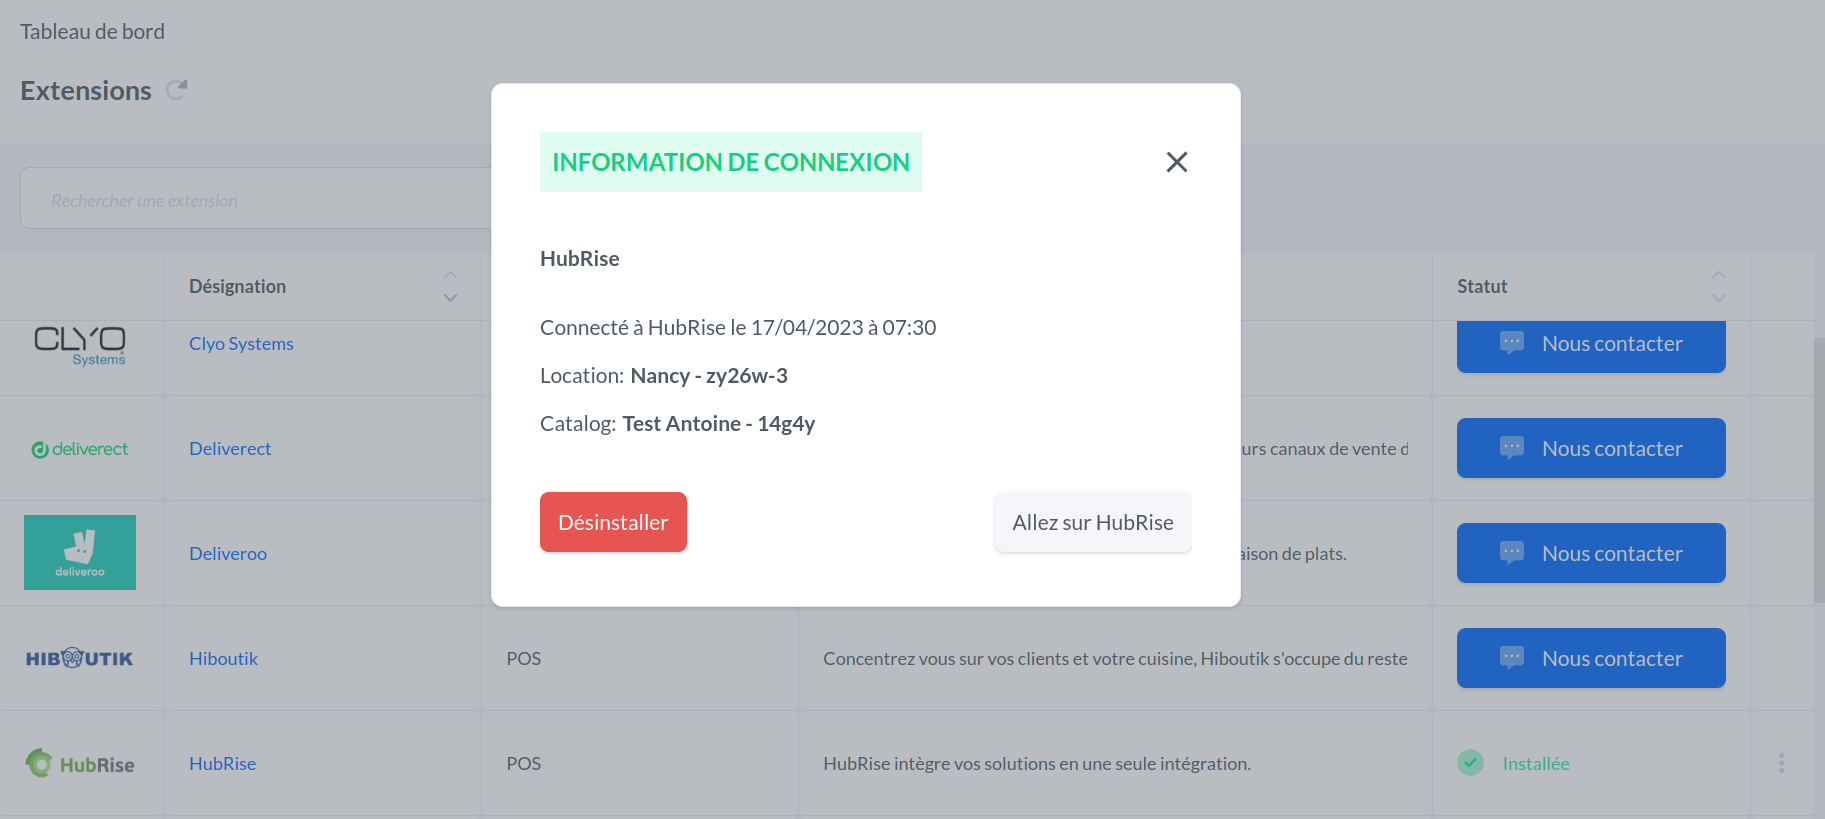 Tableau de bord
Extensions
INFORMATION DE CONNEXION
Rechercher une extension
HubRise
Connecté à HubRise le 17/04/2023 à 07:30
Location: Nancy - zy26w-3
Catalog: Test Antoine - 14g4y
Désinstaller
Allez sur HubRise
Désignation
Statut
CLYO Systems
Clyo Systems
Nous contacter
deliverect
Deliverect
urs canaux de vente d
Nous contacter
deliveroo
Deliveroo
aison de plats.
Nous contacter
HIBOUTIK
Hiboutik
POS
Concentrez vous sur vos clients et votre cuisine, Hiboutik s'occupe du reste
Nous contacter
HubRise
HubRise
POS
HubRise intègre vos solutions en une seule intégration.
Installée